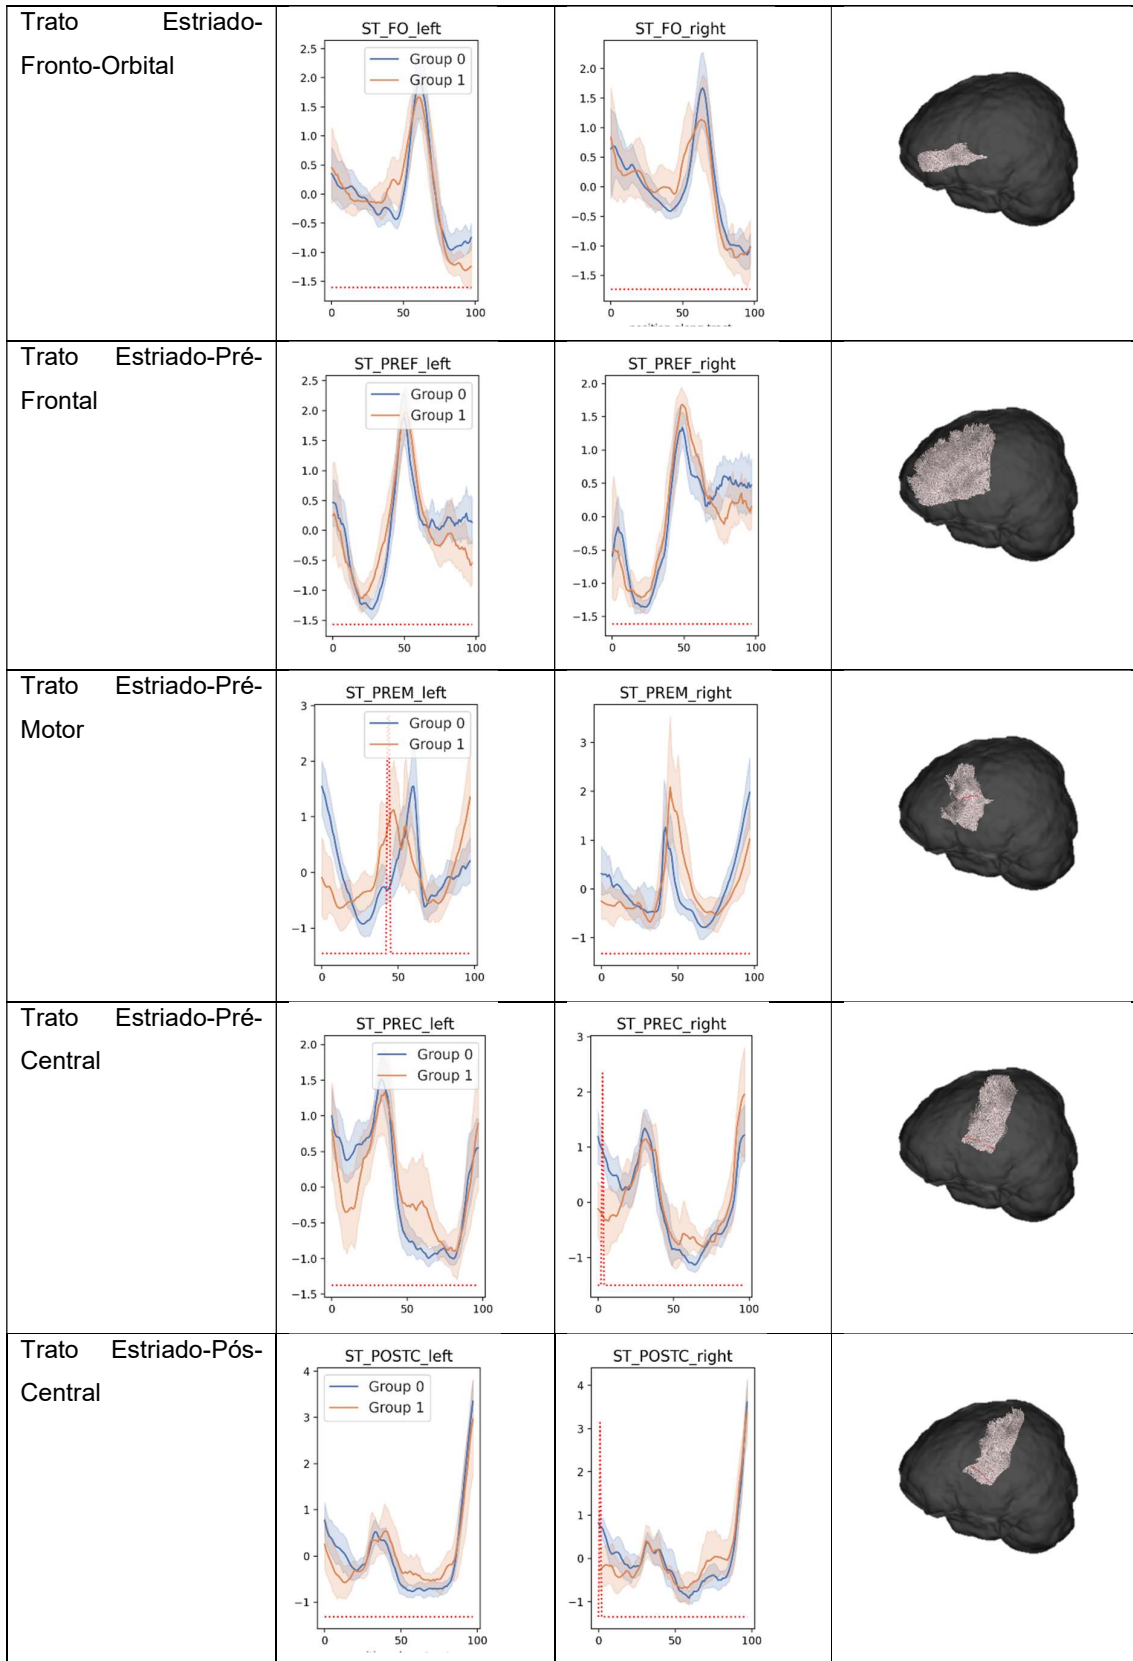 Trato Estriado-
Fronto-Orbital
ST_FO_left
2.5
2.0
1.5
1.0
0.5
0.0
−0.5
−1.0
−1.5
0 50 100
Group 0
Group 1
ST_FO_right
2.0
1.5
1.0
0.5
0.0
−0.5
−1.0
−1.5
0 50 100
Trato Estriado-Pré-
Frontal
ST_PREF_left
2.5
2.0
1.5
1.0
0.5
0.0
−0.5
−1.0
−1.5
0 50 100
Group 0
Group 1
ST_PREF_right
2.0
1.5
1.0
0.5
0.0
−0.5
−1.0
−1.5
0 50 100
Trato Estriado-Pré-
Motor
ST_PREM_left
3
2
1
0
−1
0 50 100
Group 0
Group 1
ST_PREM_right
3
2
1
0
−1
0 50 100
Trato Estriado-Pré-
Central
ST_PREC_left
2.0
1.5
1.0
0.5
0.0
−0.5
−1.0
−1.5
0 50 100
Group 0
Group 1
ST_PREC_right
3
2
1
0
−1
0 50 100
Trato Estriado-Pós-
Central
ST_POSTC_left
4
3
2
1
0
−1
0 50 100
Group 0
Group 1
ST_POSTC_right
4
3
2
1
0
−1
0 50 100